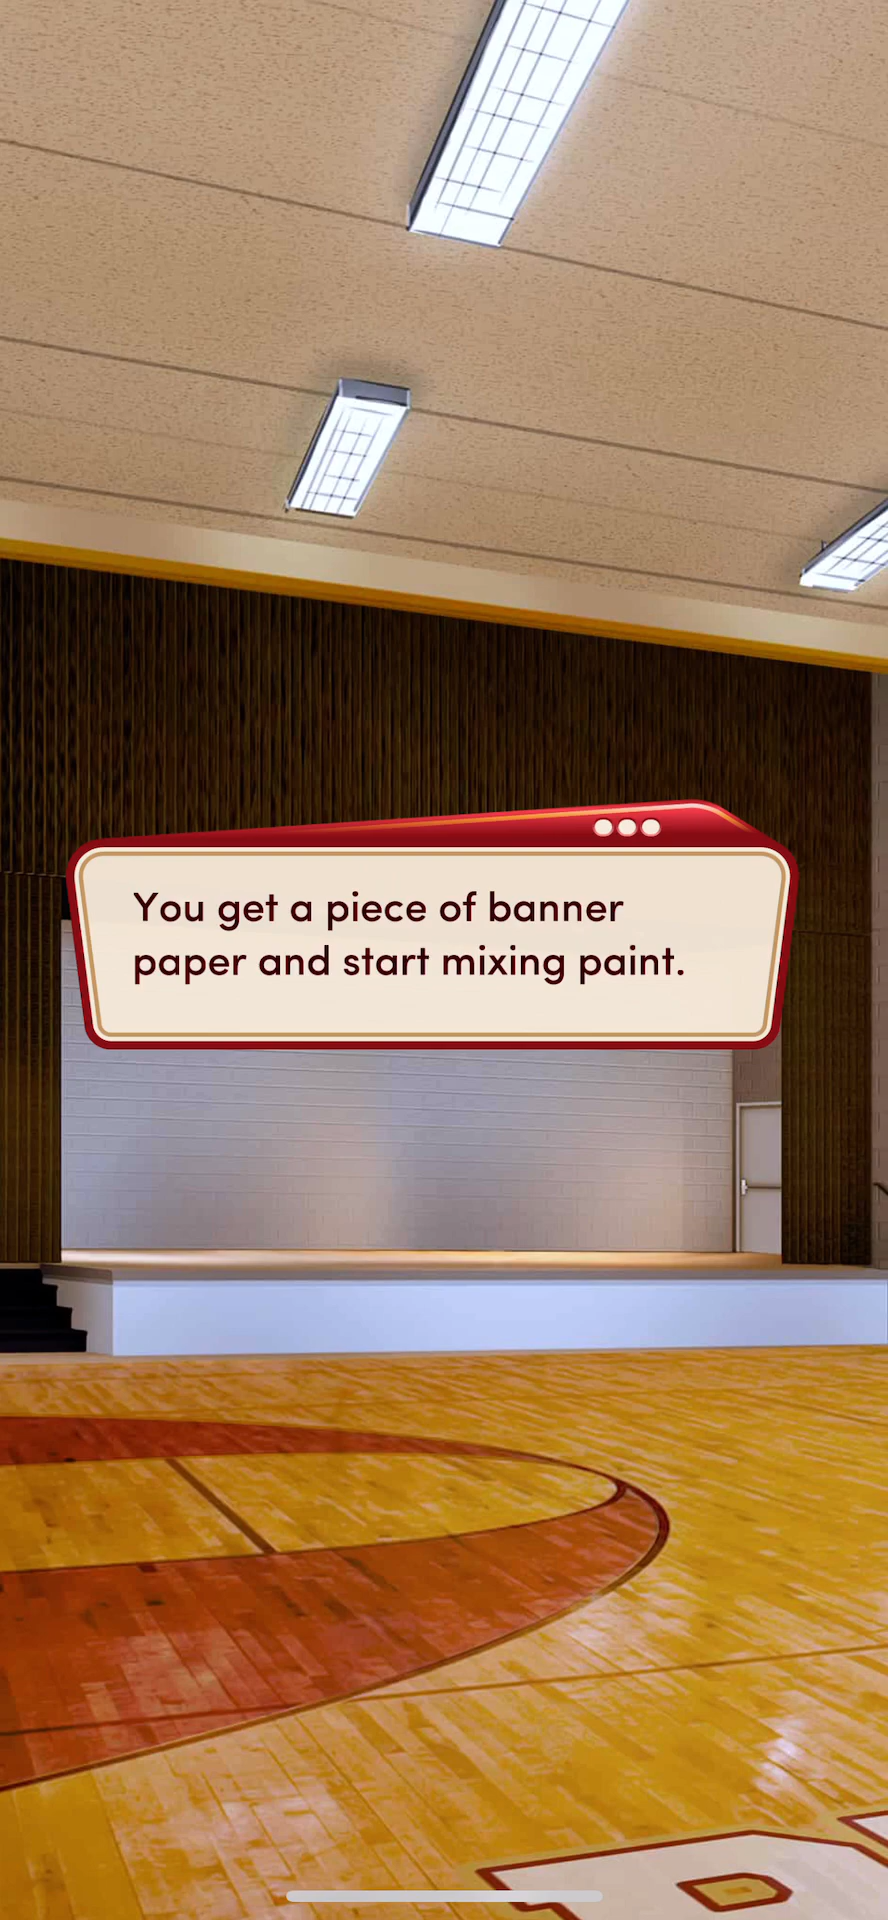 You get a piece of banner
paper and start mixing paint.